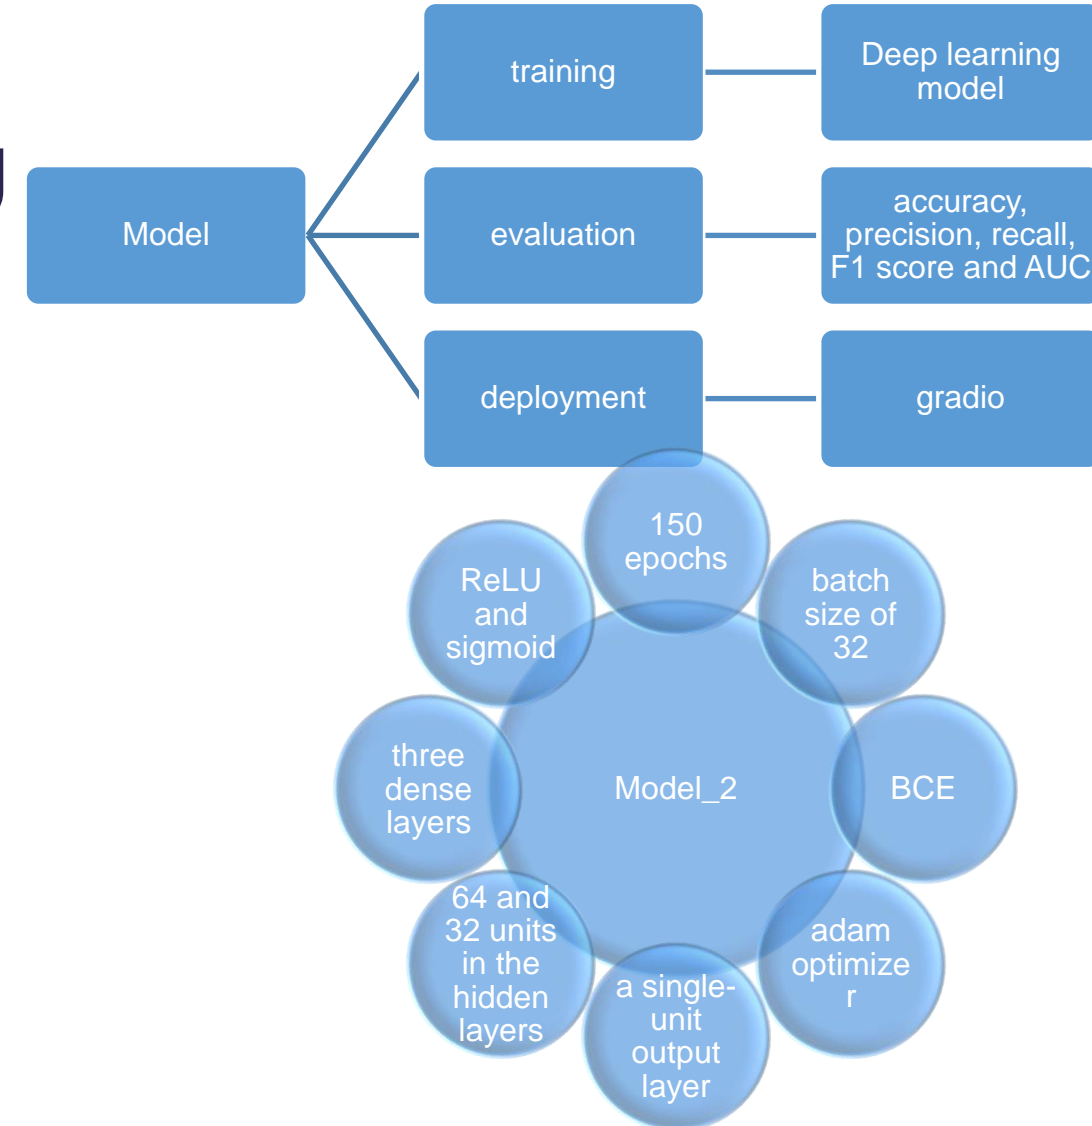 training
Deep learning
model
Model
evaluation
accuracy,
precision, recall,
F1 score and AUC
deployment
gradio
150
epochs
ReLU
and
sigmoid
batch
size of
32
three
dense
layers
Model_2
BCE
64 and
32 units
in the
hidden
layers
adam
optimize
r
a single-
unit
output
layer